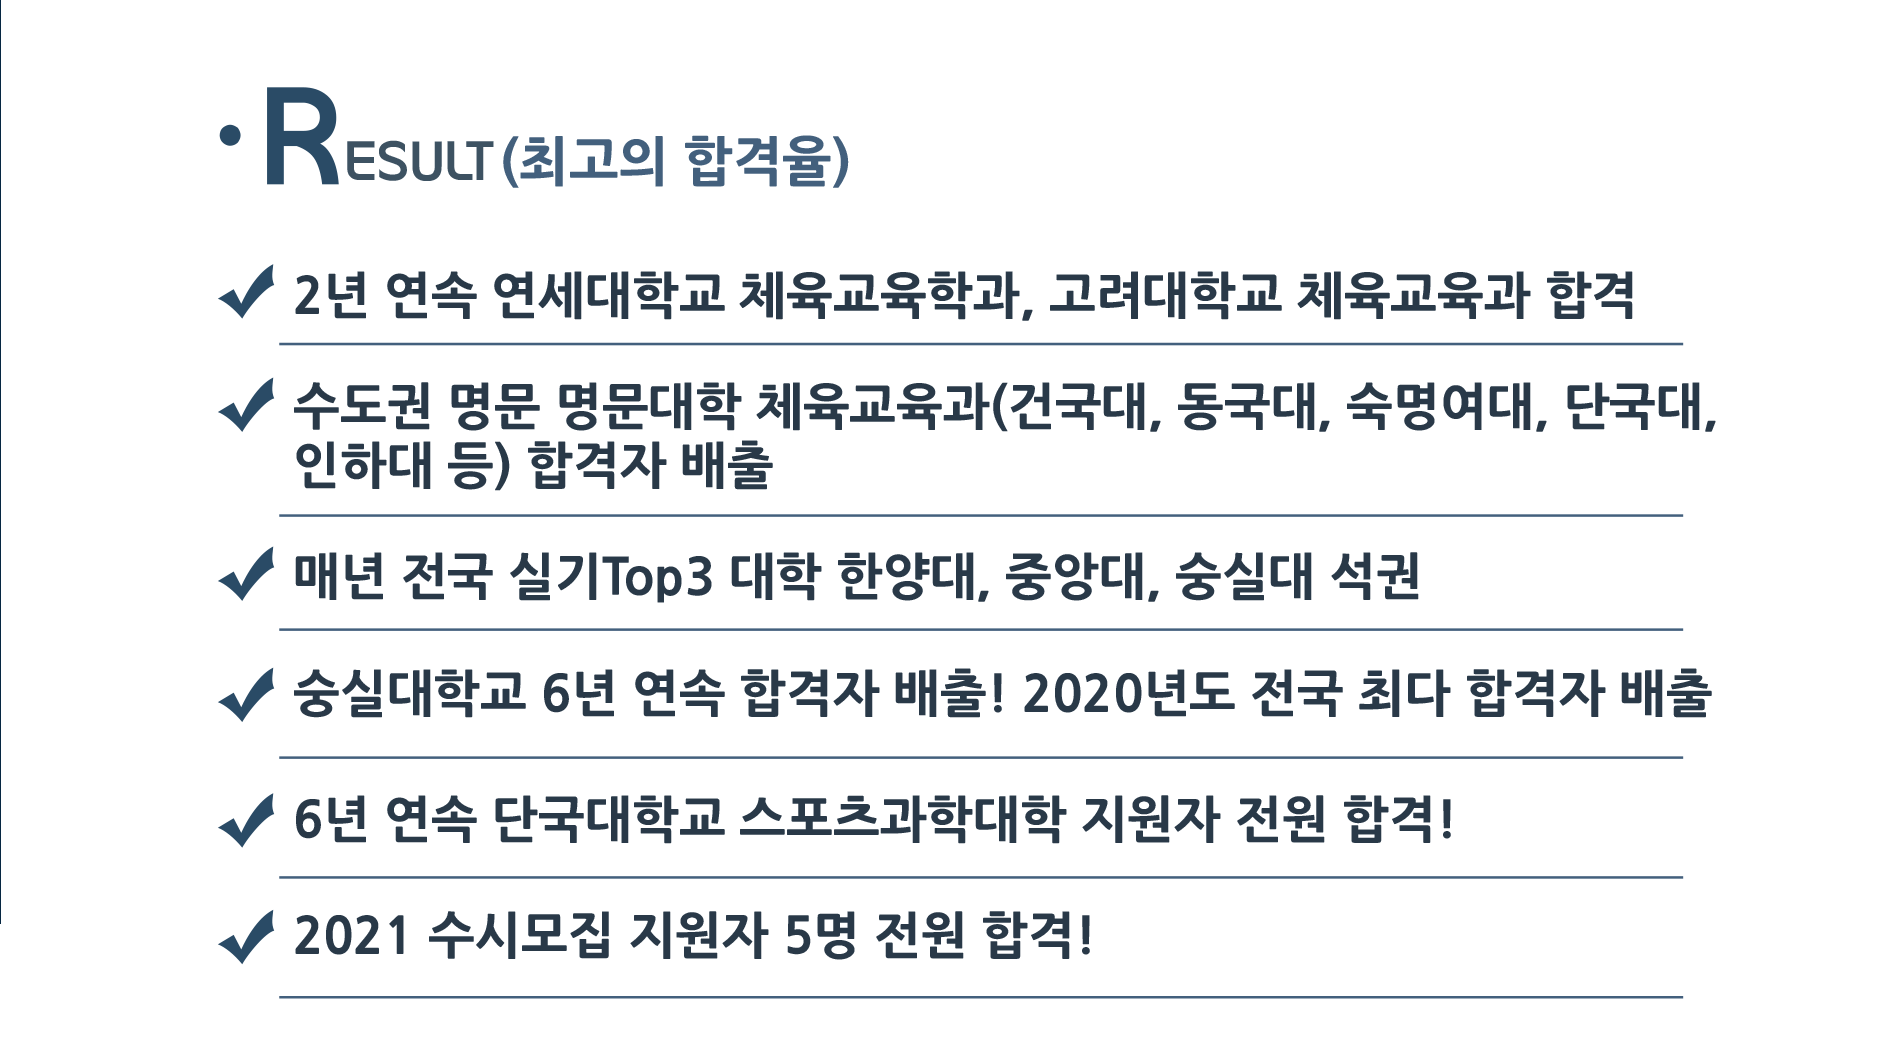 • RESULT (최고의 합격율)
✔ 2년 연속 연세대학교 체육교육학과, 고려대학교 체육교육과 합격
✔ 수도권 명문 명문대학 체육교육과(건국대, 동국대, 숙명여대, 단국대,
인하대 등) 합격자 배출
✔ 매년 전국 실기Top3 대학 한양대, 중앙대, 숭실대 석권
✔ 숭실대학교 6년 연속 합격자 배출! 2020년도 전국 최다 합격자 배출
✔ 6년 연속 단국대학교 스포츠과학대학 지원자 전원 합격!
✔ 2021 수시모집 지원자 5명 전원 합격!